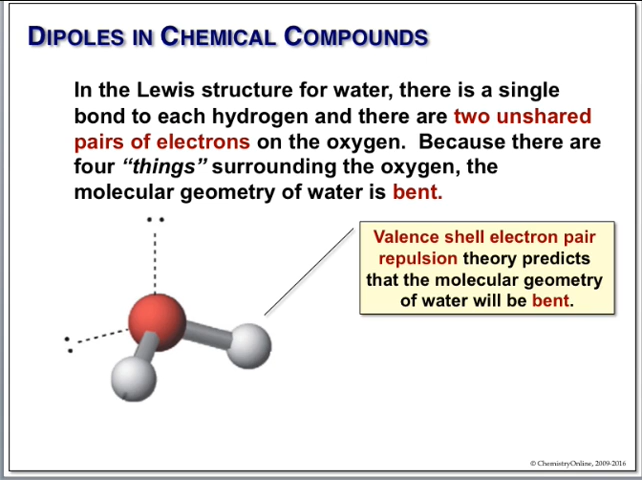 DIPOLES IN CHEMICAL COMPOUNDS
In the Lewis structure for water, there is a single
bond to each hydrogen and there are two unshared
pairs of electrons on the oxygen.  Because there are
four “things” surrounding the oxygen, the
molecular geometry of water is bent.
Valence shell electron pair
repulsion theory predicts
that the molecular geometry
of water will be bent.
© ChemistryOnline, 2009-2016